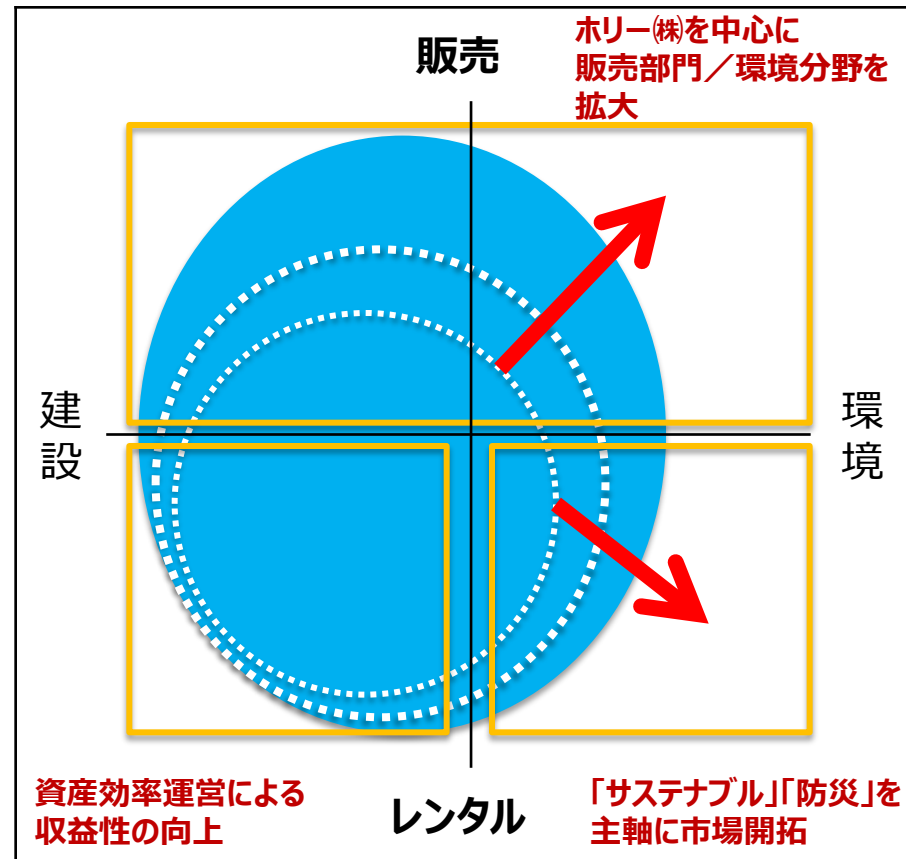 販売
ホリー㈱を中心に
販売部門／環境分野を
拡大
建
設
環
境
資産効率運営による
収益性の向上
レンタル
「サステナブル」「防災」を
主軸に市場開拓